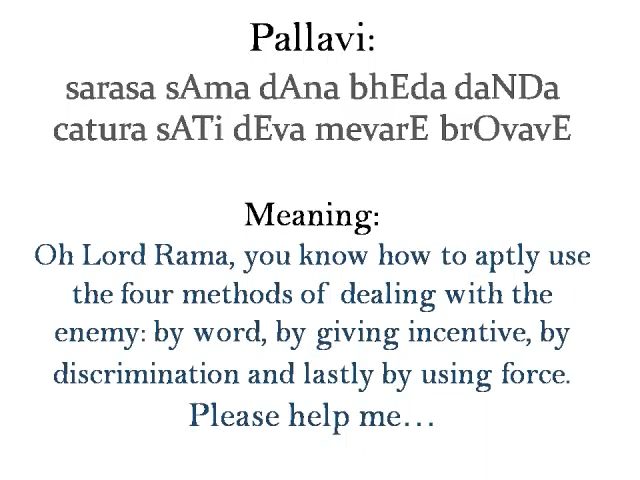 Pallavi:
sarasa sAma dAna bhEda daNDa
catura sATi dEva mevarE brOvavE
Meaning:
Oh Lord Rama, you know how to aptly use
the four methods of dealing with the
enemy: by word, by giving incentive, by
discrimination and lastly by using force.
Please help me...